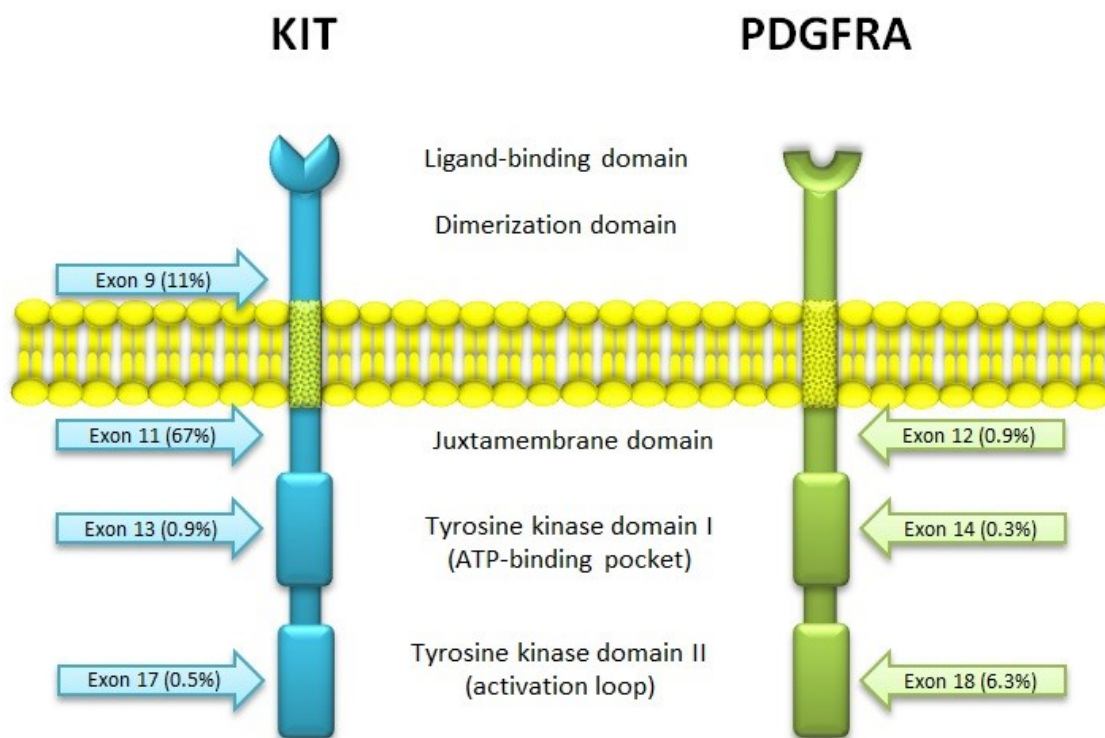 KIT
PDGFRA
Ligand-binding domain
Dimerization domain
Exon 9 (11%)
Exon 11 (67%)
Juxtamembrane domain
Exon 12 (0.9%)
Exon 13 (0.9%)
Tyrosine kinase domain I
(ATP-binding pocket)
Exon 14 (0.3%)
Exon 17 (0.5%)
Tyrosine kinase domain II
(activation loop)
Exon 18 (6.3%)